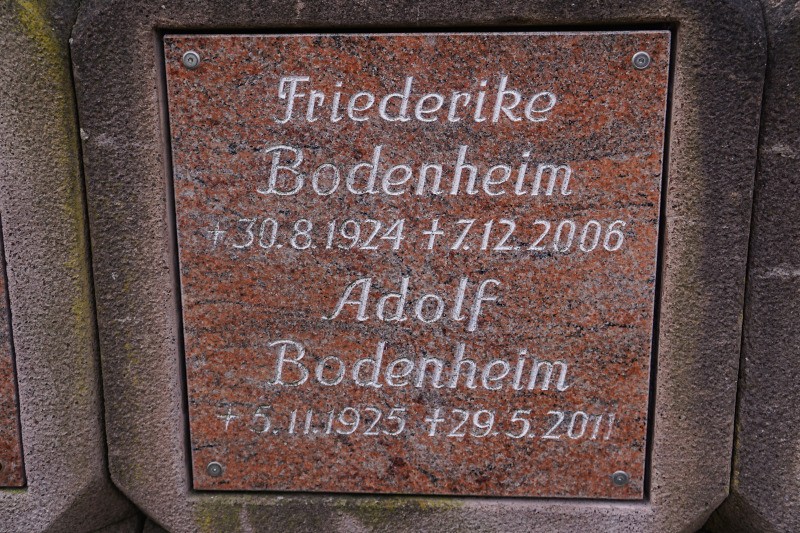 Friederike
Bodenheim
+30.8.1924 +7.12.2006
Adolf
Bodenheim
+5.11.1925 +29.5.2011